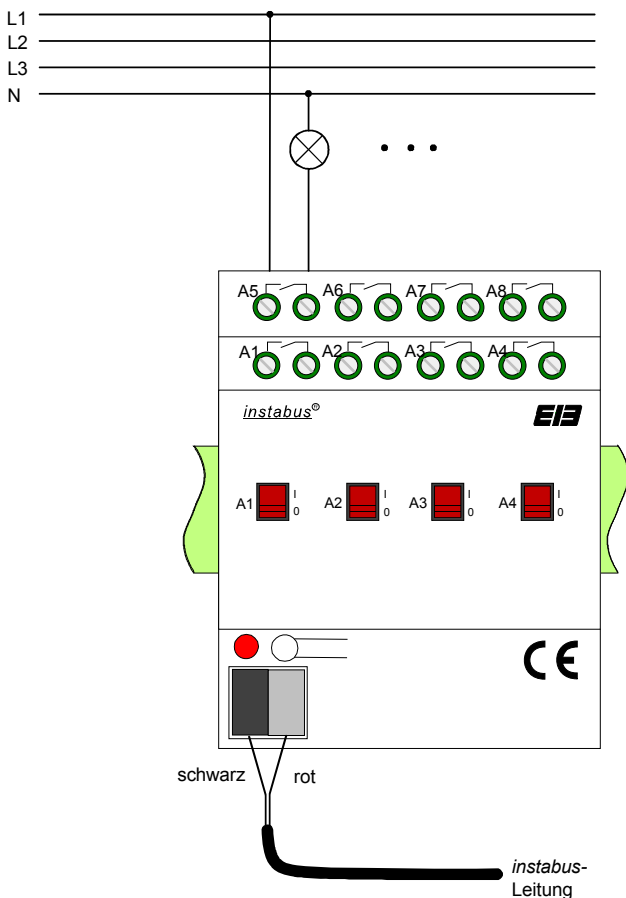 L1
L2
L3
N
A5 A6 A7 A8
A1 A2 A3 A4
instabus® EIB
A1 I 0 A2 I 0 A3 I 0 A4 I 0
CE
schwarz rot
instabus-
Leitung